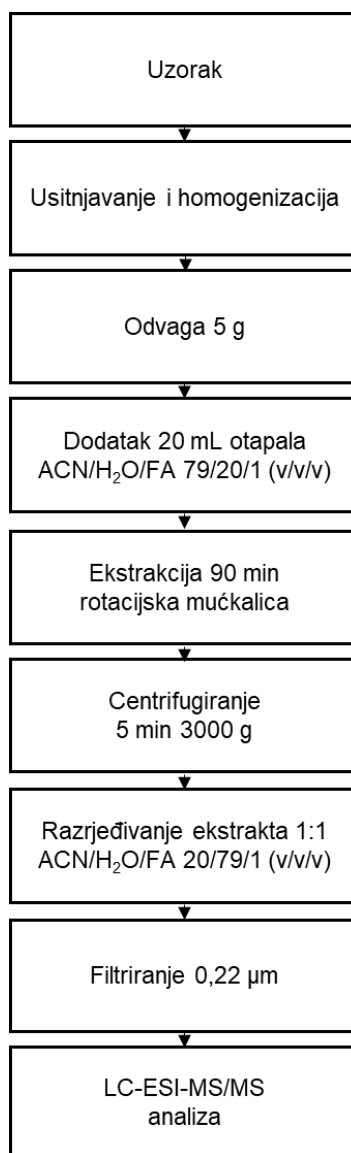 Uzorak
Usitnjavanje i homogenizacija
Odvaga 5 g
Dodatak 20 mL otapala
ACN/H₂O/FA 79/20/1 (v/v/v)
Ekstrakcija 90 min
rotacijska mućkalica
Centrifugiranje
5 min 3000 g
Razrjeđivanje ekstrakta 1:1
ACN/H₂O/FA 20/79/1 (v/v/v)
Filtriranje 0,22 µm
LC-ESI-MS/MS
analiza